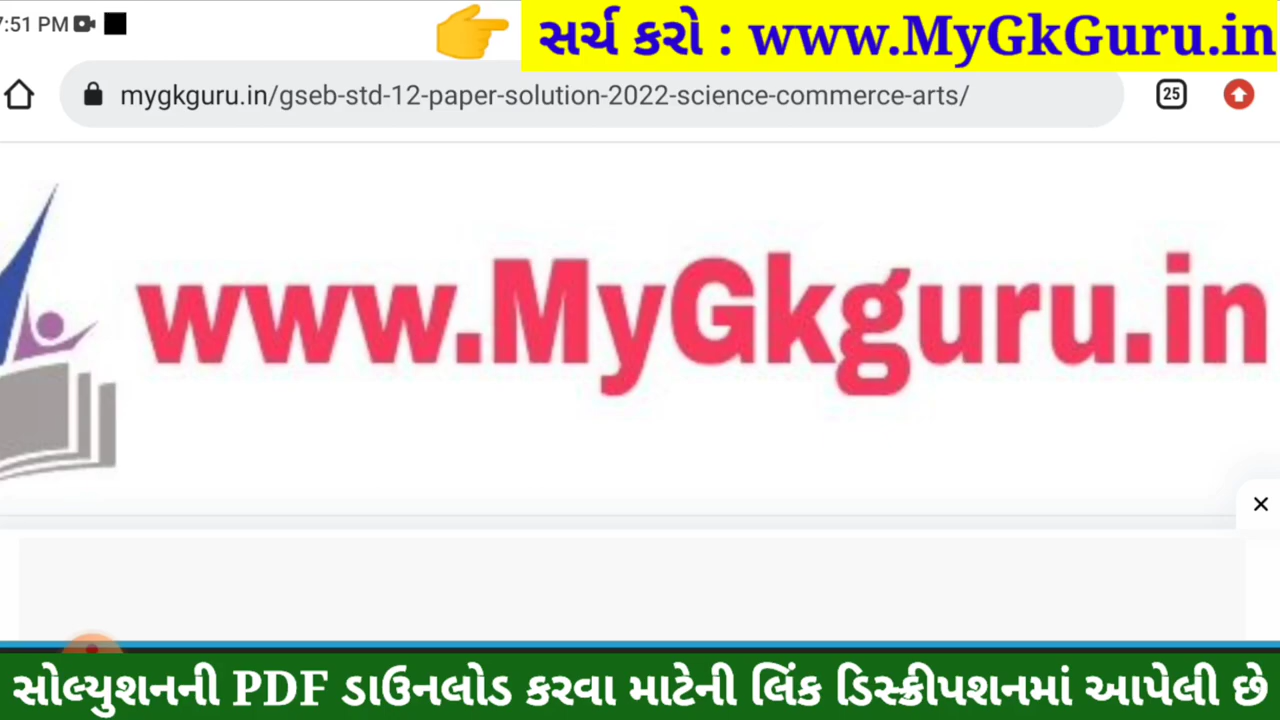 7:51 PM
સર્ચ કરો : www.MyGkGuru.in
mygkguru.in/gseb-std-12-paper-solution-2022-science-commerce-arts/
25
www.MyGkguru.in
સોલ્યુશનની PDF ડાઉનલોડ કરવા માટેની લિંક ડિસ્ક્રીપશનમાં આપેલી છે